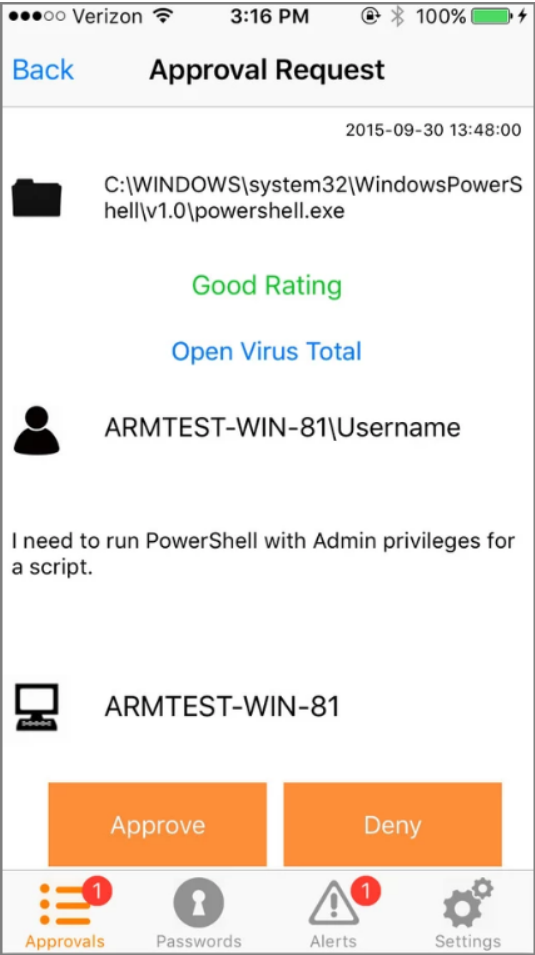 Verizon 3:16 PM 100%
Back Approval Request
2015-09-30 13:48:00
C:\WINDOWS\system32\WindowsPowerS
hell\v1.0\powershell.exe
Good Rating
Open Virus Total
ARMTEST-WIN-81\Username
I need to run PowerShell with Admin privileges for
a script.
ARMTEST-WIN-81
Approve Deny
1 1
Approvals Passwords Alerts Settings